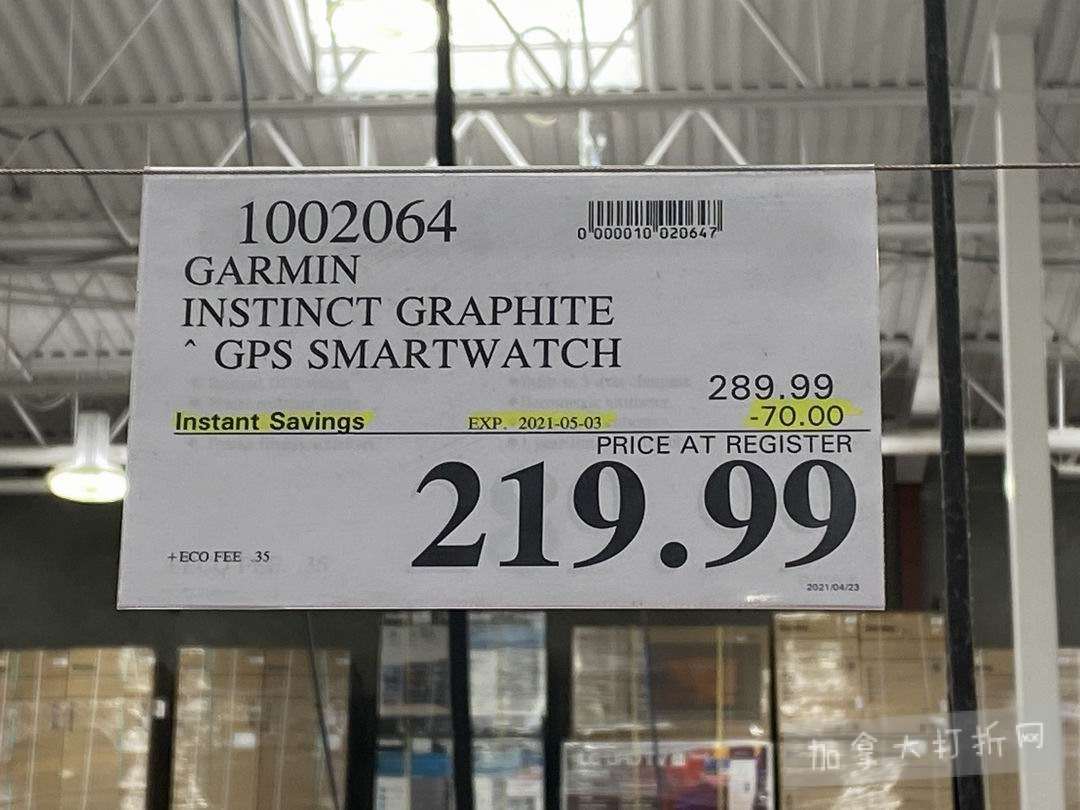 1002064
0 000010 020647
GARMIN
INSTINCT GRAPHITE
^ GPS SMARTWATCH
289.99
Instant Savings EXP. 2021-05-03 -70.00
PRICE AT REGISTER
219.99
+ECO FEE .35
2021/04/23
加拿大打折网